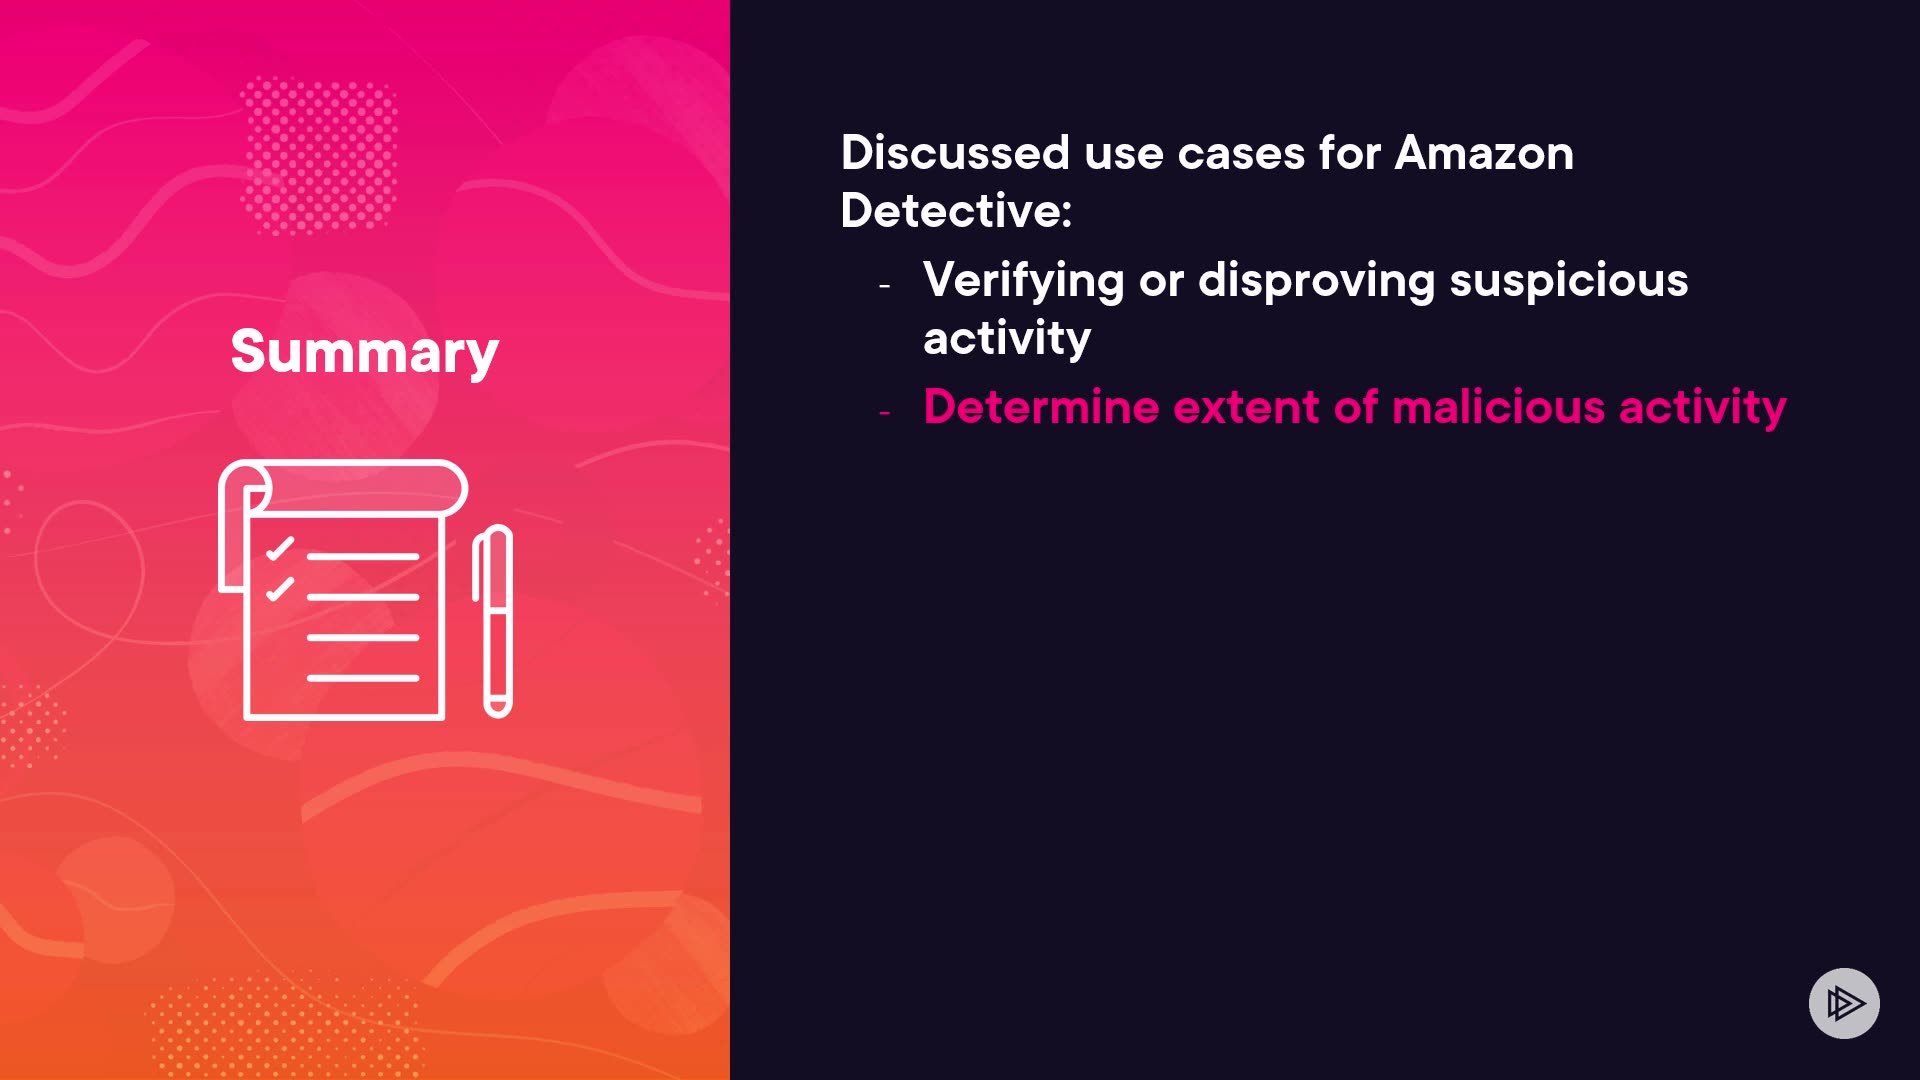 Summary
Discussed use cases for Amazon
Detective:
- Verifying or disproving suspicious
activity
- Determine extent of malicious activity